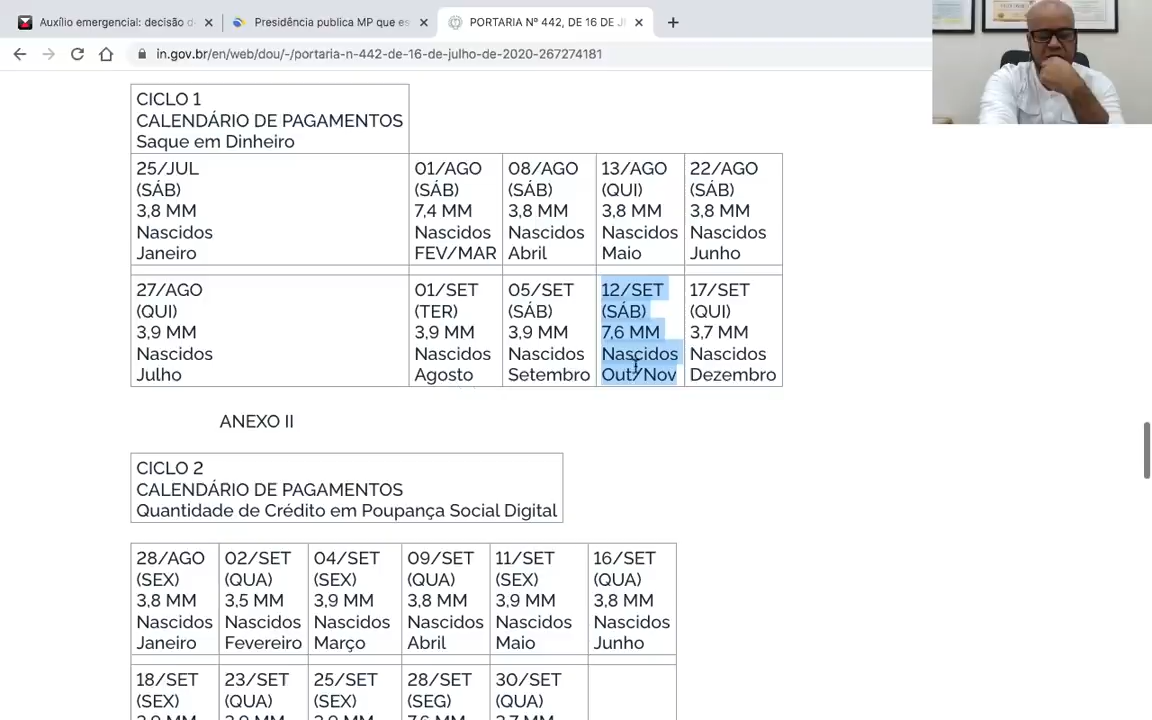 Auxílio emergencial: decisão d
Presidência publica MP que es
PORTARIA Nº 442, DE 16 DE J
in.gov.br/en/web/dou/-/portaria-n-442-de-16-de-julho-de-2020-267274181
CICLO 1
CALENDÁRIO DE PAGAMENTOS
Saque em Dinheiro
25/JUL
(SÁB)
3,8 MM
Nascidos
Janeiro
01/AGO
(SÁB)
7,4 MM
Nascidos
FEV/MAR
08/AGO
(SÁB)
3,8 MM
Nascidos
Abril
13/AGO
(QUI)
3,8 MM
Nascidos
Maio
22/AGO
(SÁB)
3,8 MM
Nascidos
Junho
27/AGO
(QUI)
3,9 MM
Nascidos
Julho
01/SET
(TER)
3,9 MM
Nascidos
Agosto
05/SET
(SÁB)
3,9 MM
Nascidos
Setembro
12/SET
(SÁB)
7,6 MM
Nascidos
Out/Nov
17/SET
(QUI)
3,7 MM
Nascidos
Dezembro
ANEXO II
CICLO 2
CALENDÁRIO DE PAGAMENTOS
Quantidade de Crédito em Poupança Social Digital
28/AGO
(SEX)
3,8 MM
Nascidos
Janeiro
02/SET
(QUA)
3,5 MM
Nascidos
Fevereiro
04/SET
(SEX)
3,9 MM
Nascidos
Março
09/SET
(QUA)
3,8 MM
Nascidos
Abril
11/SET
(SEX)
3,9 MM
Nascidos
Maio
16/SET
(QUA)
3,8 MM
Nascidos
Junho
18/SET
(SEX)
23/SET
(QUA)
25/SET
(SEX)
28/SET
(SEG)
30/SET
(QUA)